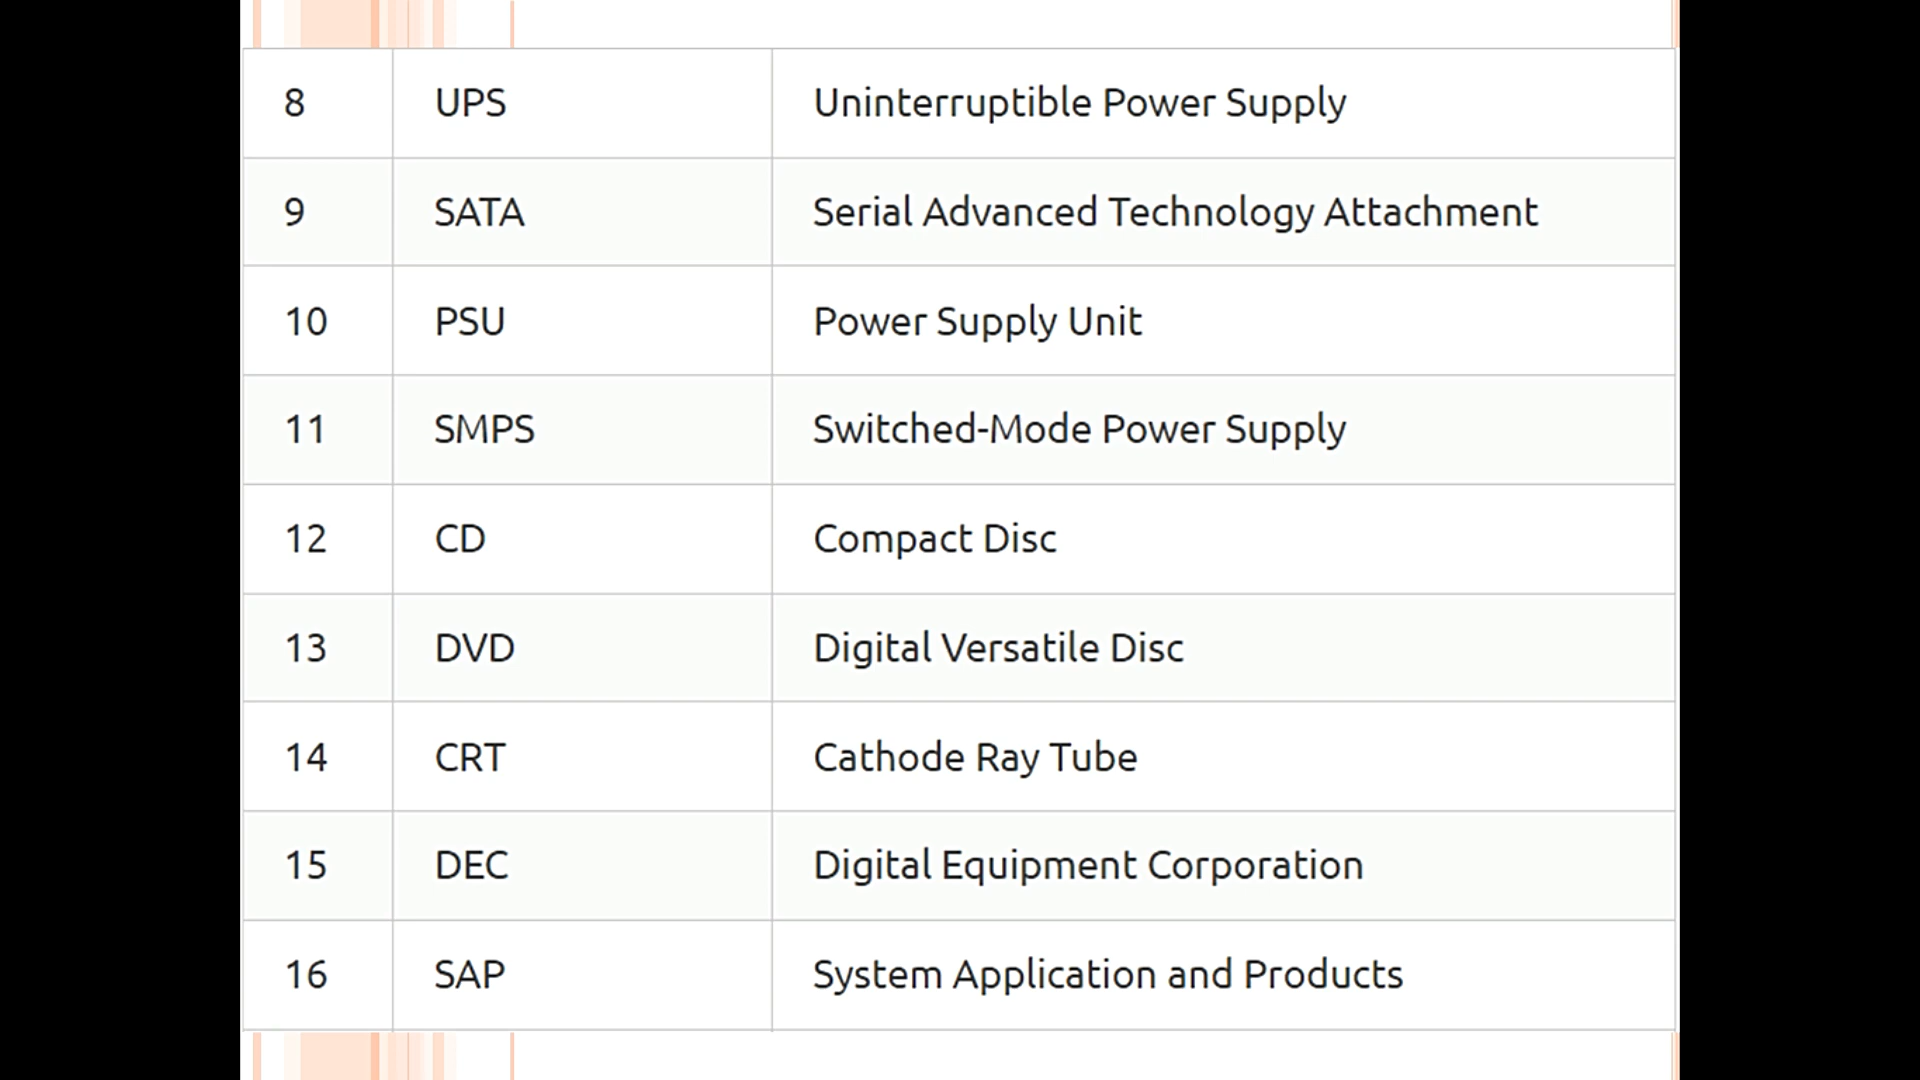 8 UPS Uninterruptible Power Supply
9 SATA Serial Advanced Technology Attachment
10 PSU Power Supply Unit
11 SMPS Switched-Mode Power Supply
12 CD Compact Disc
13 DVD Digital Versatile Disc
14 CRT Cathode Ray Tube
15 DEC Digital Equipment Corporation
16 SAP System Application and Products